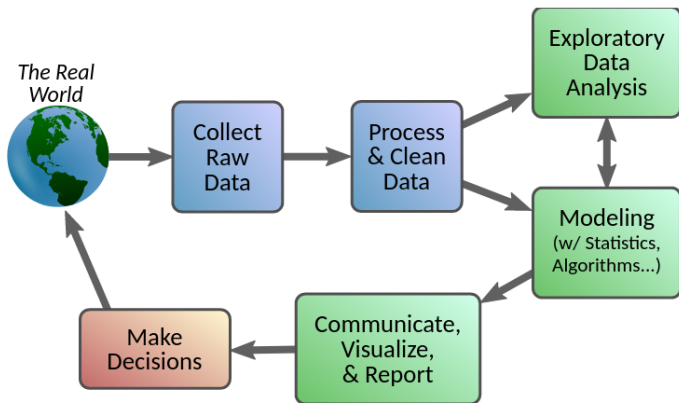 The Real
World
Collect
Raw
Data
Process
& Clean
Data
Exploratory
Data
Analysis
Modeling
(w/ Statistics,
Algorithms...)
Communicate,
Visualize,
& Report
Make
Decisions